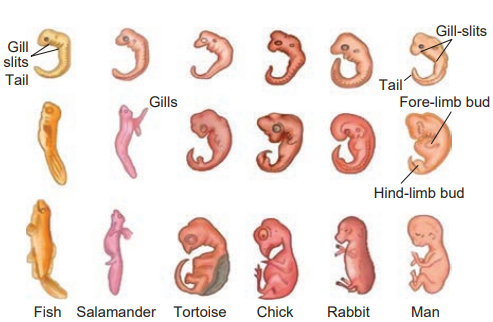 Gill
slits
Tail
Gill-slits
Tail
Gills
Fore-limb bud
Hind-limb bud
Fish Salamander Tortoise Chick Rabbit Man